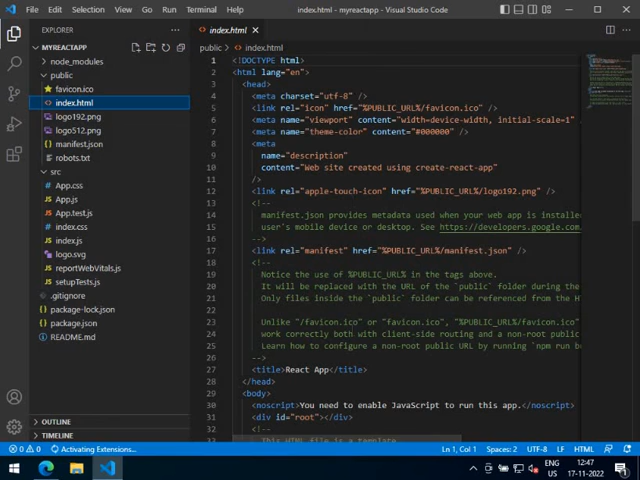 File Edit Selection View Go Run Terminal Help index.html - myreactapp - Visual Studio Code
EXPLORER
MYREACTAPP
node_modules
public
favicon.ico
index.html
logo192.png
logo512.png
manifest.json
robots.txt
src
App.css
App.js
App.test.js
index.css
index.js
logo.svg
reportWebVitals.js
setupTests.js
.gitignore
package-lock.json
package.json
README.md
OUTLINE
TIMELINE
index.html
public > index.html
1 <!DOCTYPE html>
2 <html lang="en">
3 <head>
4 <meta charset="utf-8" />
5 <link rel="icon" href="%PUBLIC_URL%/favicon.ico" />
6 <meta name="viewport" content="width=device-width, initial-scale=1"
7 <meta name="theme-color" content="#000000" />
8 <meta
9 name="description"
10 content="Web site created using create-react-app"
11 />
12 <link rel="apple-touch-icon" href="%PUBLIC_URL%/logo192.png" />
13 <!--
14 manifest.json provides metadata used when your web app is installe
15 user's mobile device or desktop. See https://developers.google.com.
16 -->
17 <link rel="manifest" href="%PUBLIC_URL%/manifest.json" />
18 <!--
19 Notice the use of %PUBLIC_URL% in the tags above.
20 It will be replaced with the URL of the `public` folder during the
21 Only files inside the `public` folder can be referenced from the H
22
23 Unlike "/favicon.ico" or "favicon.ico", "%PUBLIC_URL%/favicon.ico"
24 work correctly both with client-side routing and a non-root public
25 Learn how to configure a non-root public URL by running `npm run b
26 -->
27 <title>React App</title>
28 </head>
29 <body>
30 <noscript>You need to enable JavaScript to run this app.</noscript>
31 <div id="root"></div>
32 <!--
33 This HTML file is a template.
0 0 Activating Extensions... Ln 1, Col 1 Spaces: 2 UTF-8 LF HTML
ENG
US
12:47
17-11-2022
1